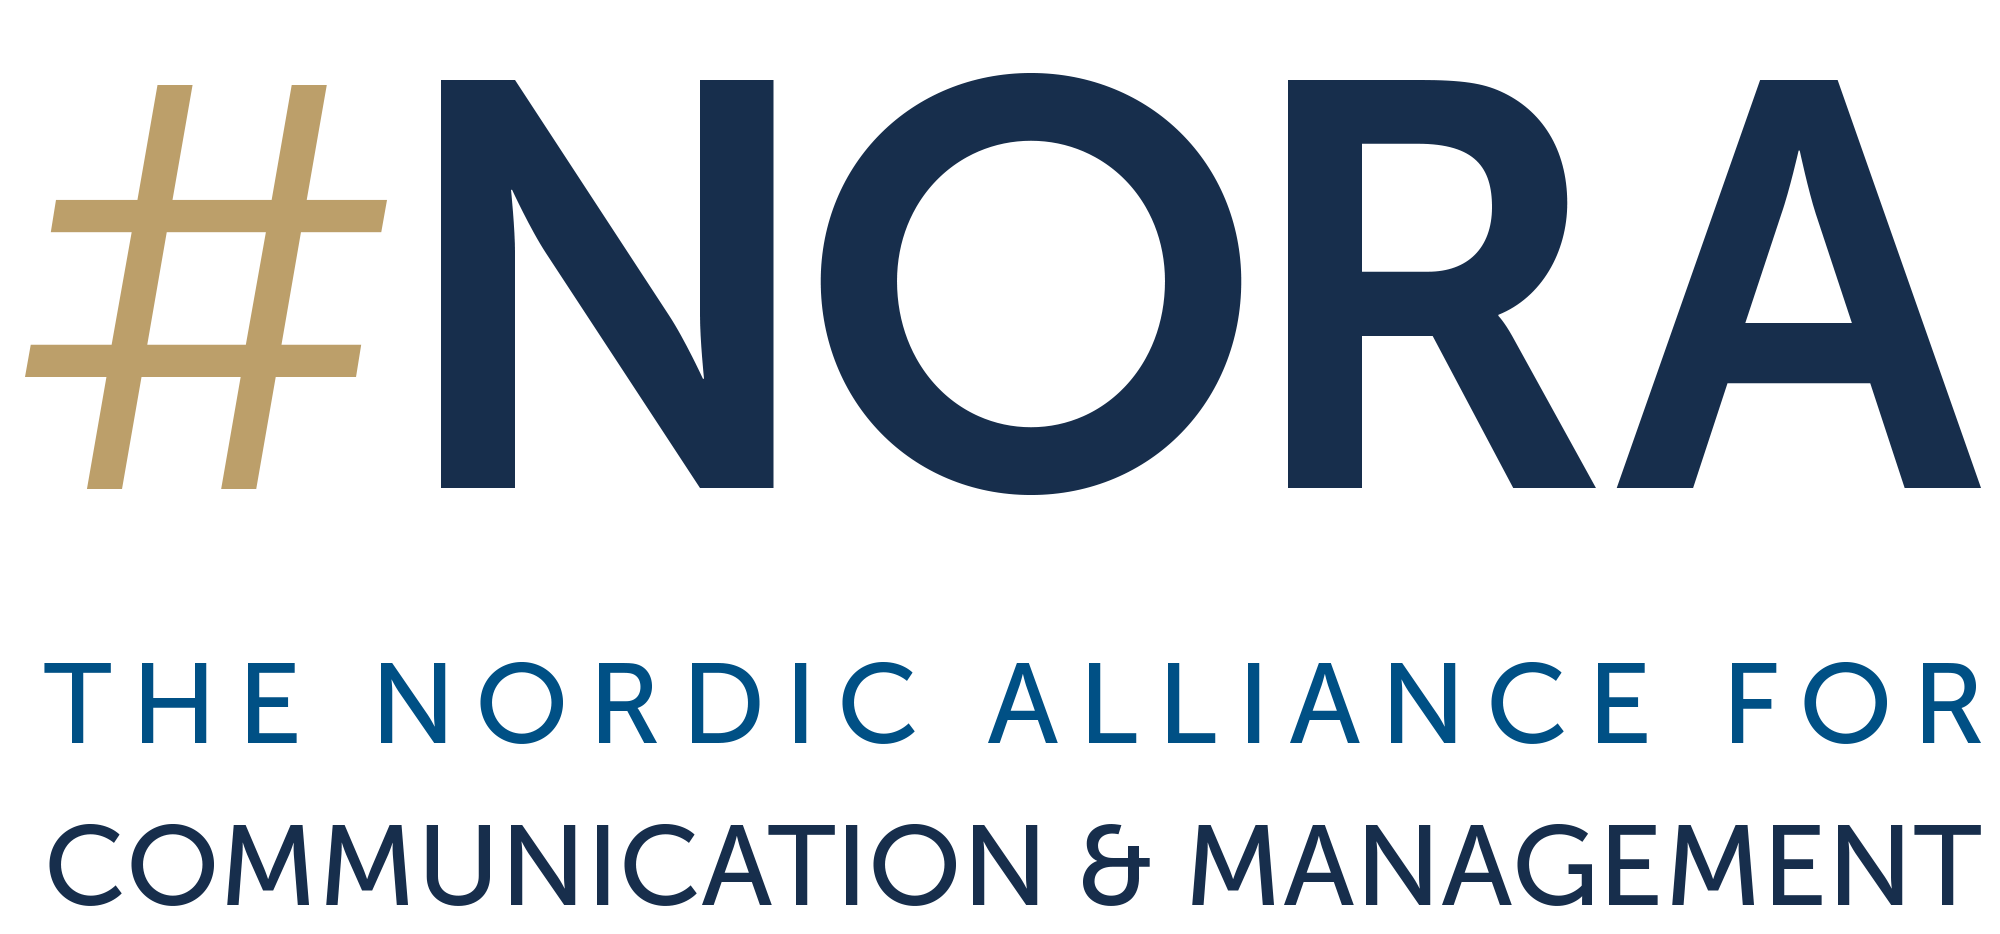 #NORA
THE NORDIC ALLIANCE FOR
COMMUNICATION & MANAGEMENT